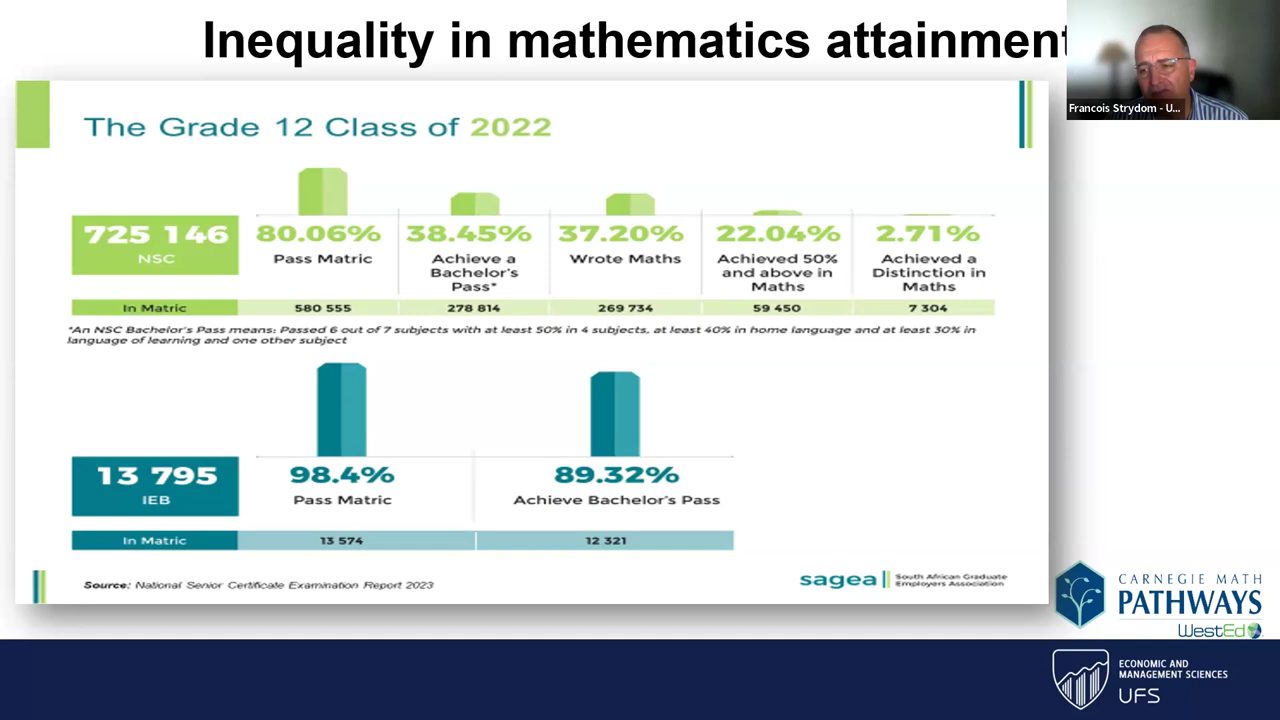 Inequality in mathematics attainment
Francois Strydom - U...
The Grade 12 Class of 2022
725 146
NSC
80.06%
Pass Matric
38.45%
Achieve a
Bachelor's
Pass*
37.20%
Wrote Maths
22.04%
Achieved 50%
and above in
Maths
2.71%
Achieved a
Distinction in
Maths
In Matric 580 555 278 814 269 734 59 450 7 304
*An NSC Bachelor's Pass means: Passed 6 out of 7 subjects with at least 50% in 4 subjects, at least 40% in home language and at least 30% in
language of learning and one other subject
13 795
IEB
98.4%
Pass Matric
89.32%
Achieve Bachelor's Pass
In Matric 13 574 12 321
Source: National Senior Certificate Examination Report 2023
sagea
South African Graduate
Employers Association
CARNEGIE MATH
PATHWAYS
WestEd
ECONOMIC AND
MANAGEMENT SCIENCES
UFS